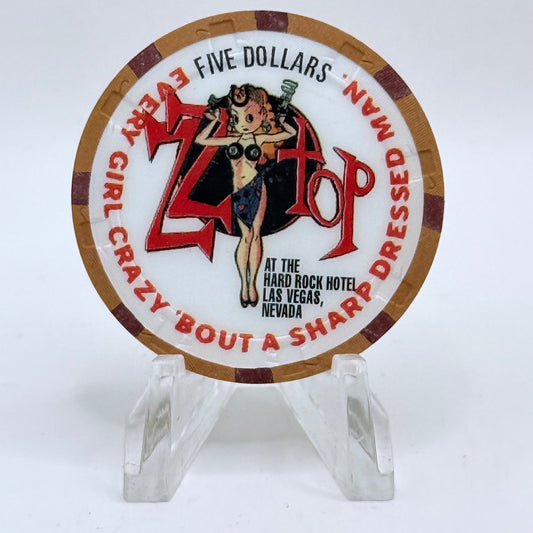 FIVE DOLLARS
ZZ TOP
AT THE
HARD ROCK HOTEL
LAS VEGAS,
NEVADA
EVERY GIRL CRAZY 'BOUT A SHARP DRESSED MAN.